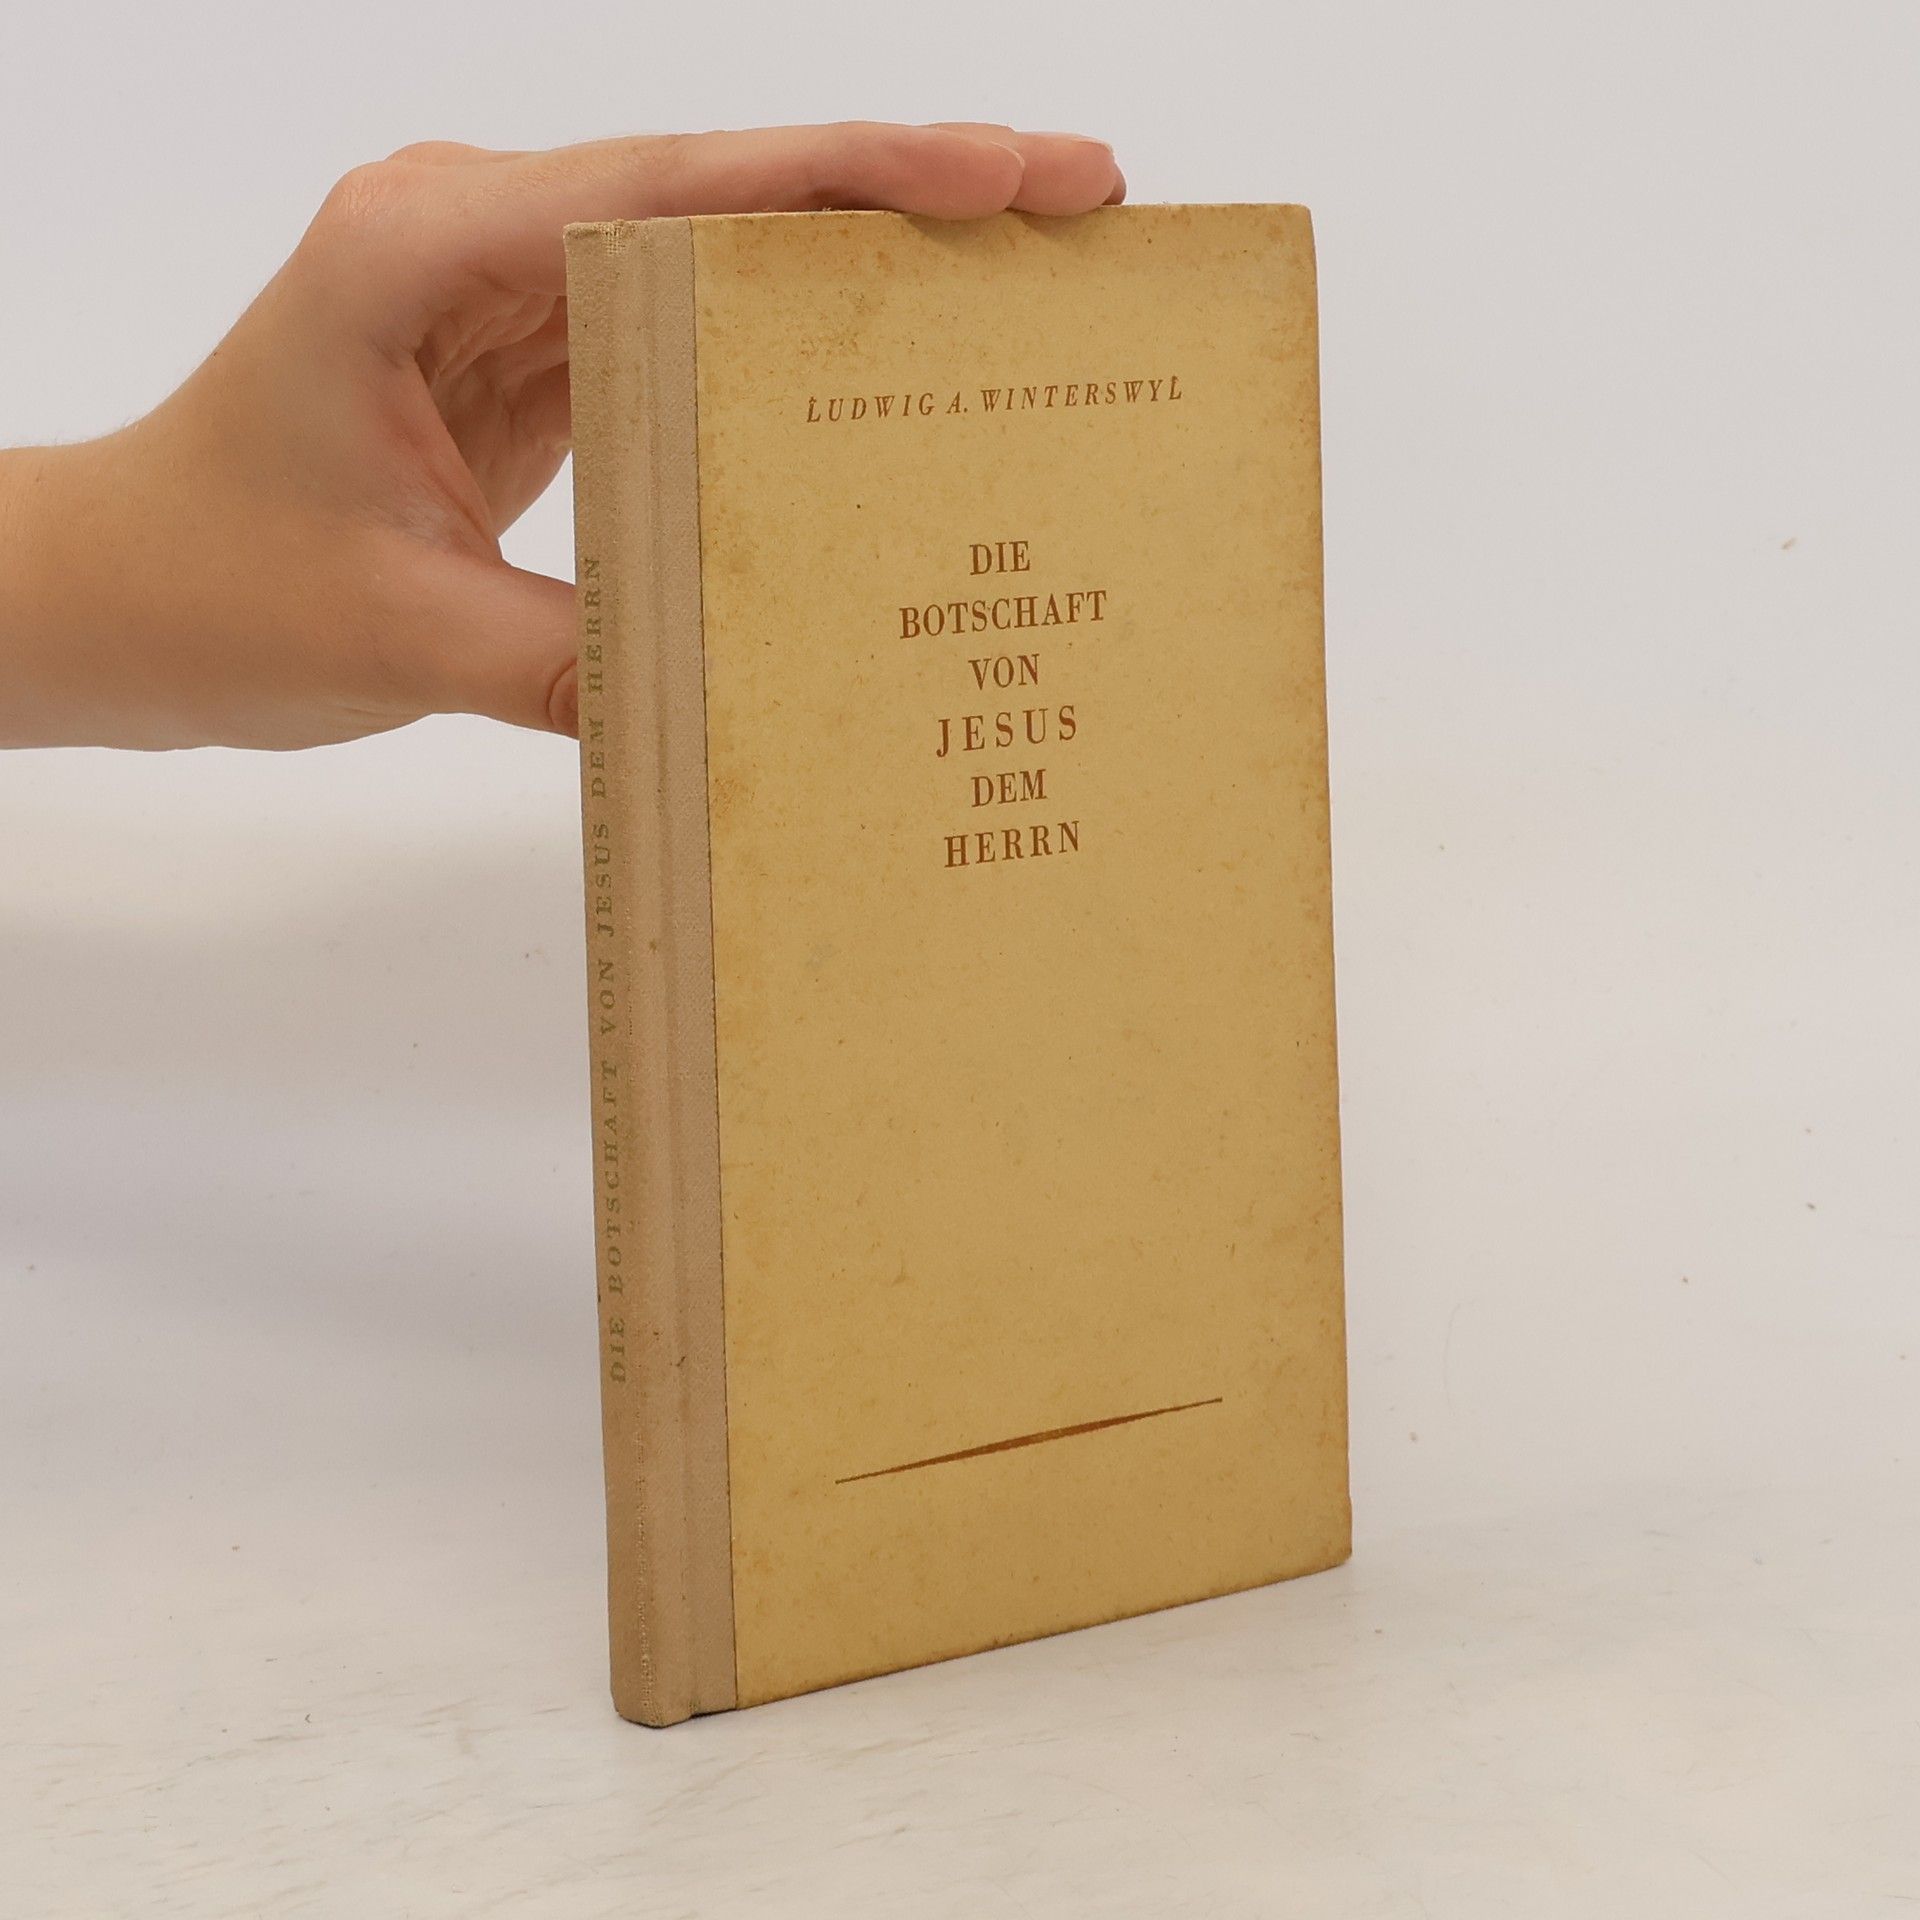 LUDWIG A. WINTERSWYL
DIE
BOTSCHAFT
VON
JESUS
DEM
HERRN
DIE BOTSCHAFT VON JESUS DEM HERRN